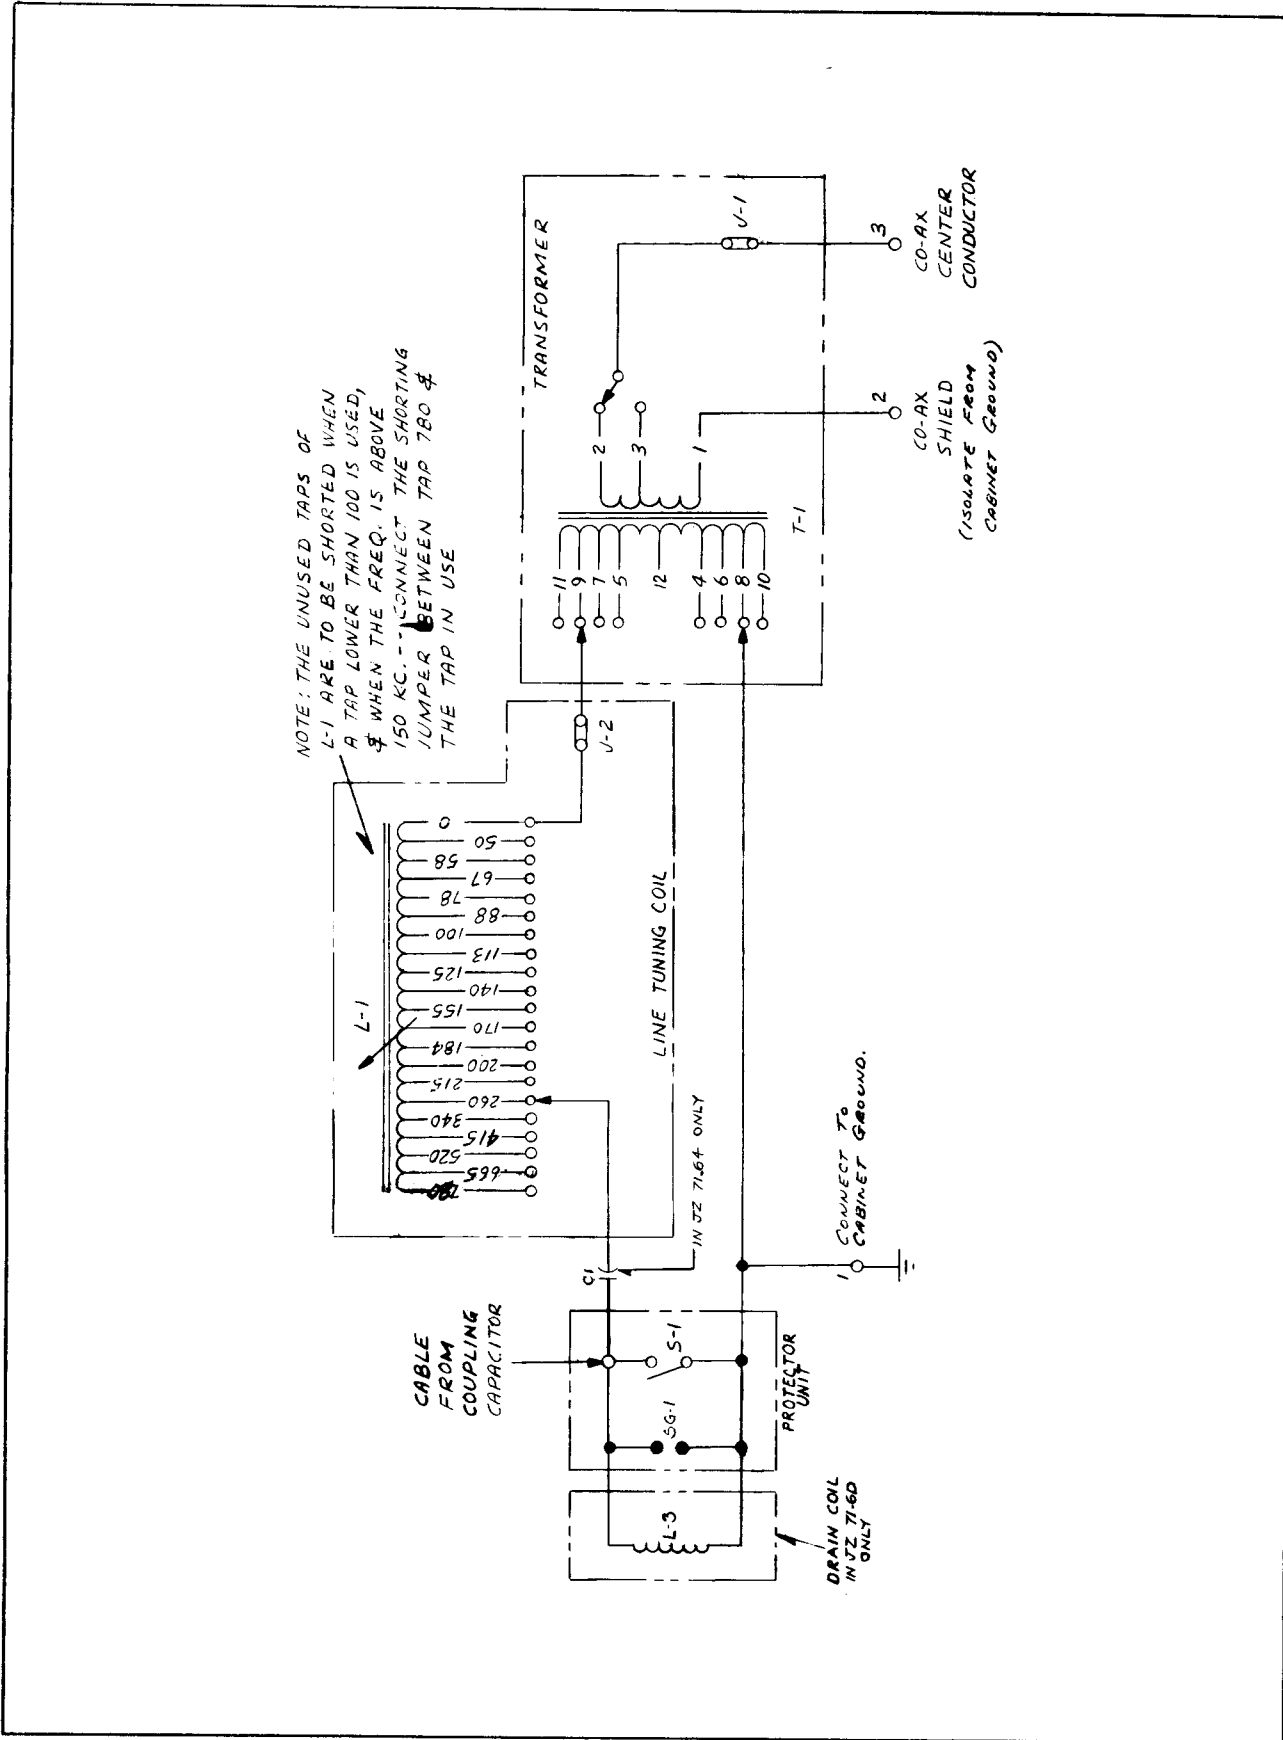 NOTE: THE UNUSED TAPS OF
L-1 ARE TO BE SHORTED WHEN
A TAP LOWER THAN 100 IS USED,
& WHEN THE FREQ. IS ABOVE
150 KC. -- CONNECT THE SHORTING
JUMPER BETWEEN TAP 780 &
THE TAP IN USE
L-1
780
665
520
415
340
260
215
200
184
170
155
140
125
113
100
88
78
67
58
50
0
LINE TUNING COIL
J-2
TRANSFORMER
11
9
7
5
12
4
6
8
10
T-1
2
3
1
J-1
2
CO-AX
SHIELD
(ISOLATE FROM
CABINET GROUND)
3
CO-AX
CENTER
CONDUCTOR
CABLE
FROM
COUPLING
CAPACITOR
C1
IN JZ 71.64 ONLY
S-1
SG-1
PROTECTOR
UNIT
L-3
DRAIN COIL
IN JZ 71-6D
ONLY
1
CONNECT TO
CABINET GROUND.